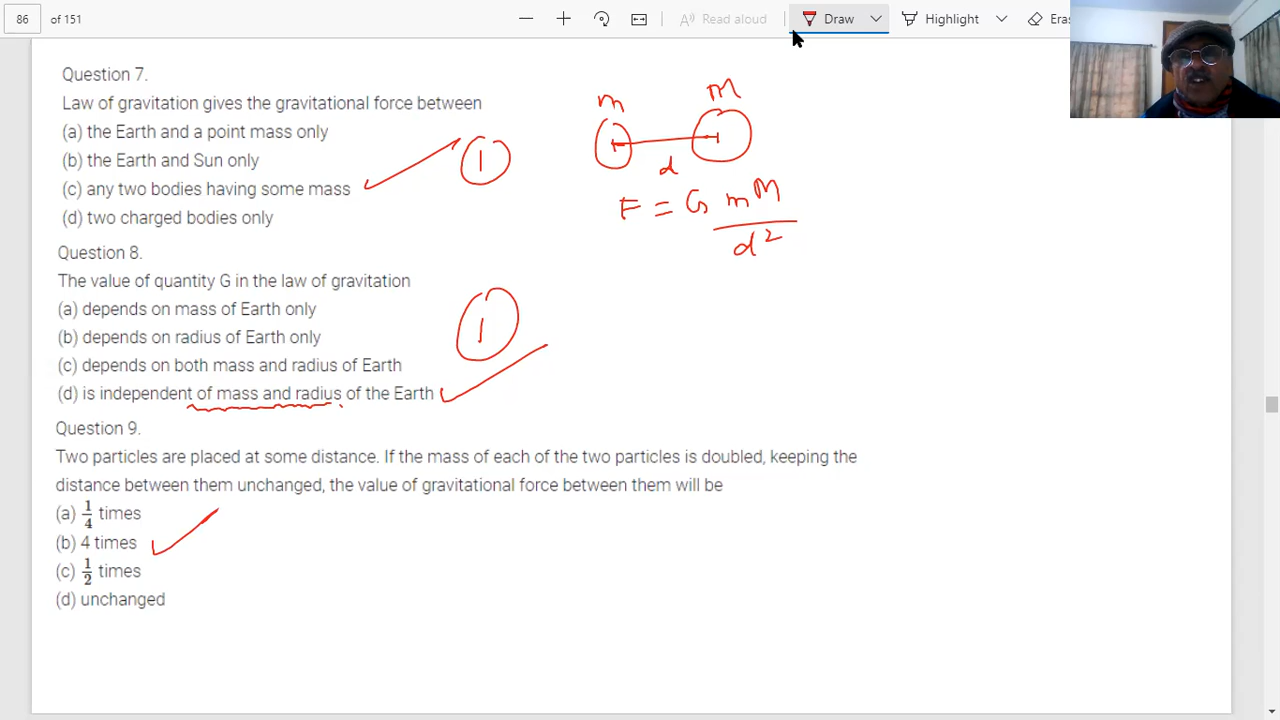 86 of 151 Read aloud Draw Highlight Eras
Question 7.
Law of gravitation gives the gravitational force between
(a) the Earth and a point mass only
(b) the Earth and Sun only
(c) any two bodies having some mass
(d) two charged bodies only
1
m M
d
F = G mM
d²
Question 8.
The value of quantity G in the law of gravitation
(a) depends on mass of Earth only
(b) depends on radius of Earth only
(c) depends on both mass and radius of Earth
(d) is independent of mass and radius of the Earth
1
Question 9.
Two particles are placed at some distance. If the mass of each of the two particles is doubled, keeping the
distance between them unchanged, the value of gravitational force between them will be
(a) 1/4 times
(b) 4 times
(c) 1/2 times
(d) unchanged